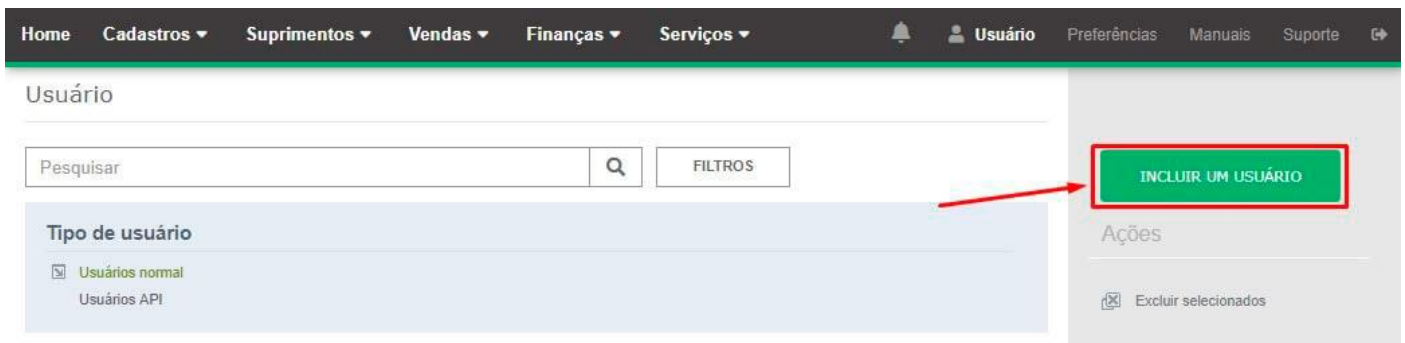 Home Cadastros Suprimentos Vendas Finanças Serviços Usuário Preferências Manuais Suporte
Usuário
Pesquisar FILTROS
INCLUIR UM USUÁRIO
Tipo de usuário
Usuários normal
Usuários API
Ações
Excluir selecionados